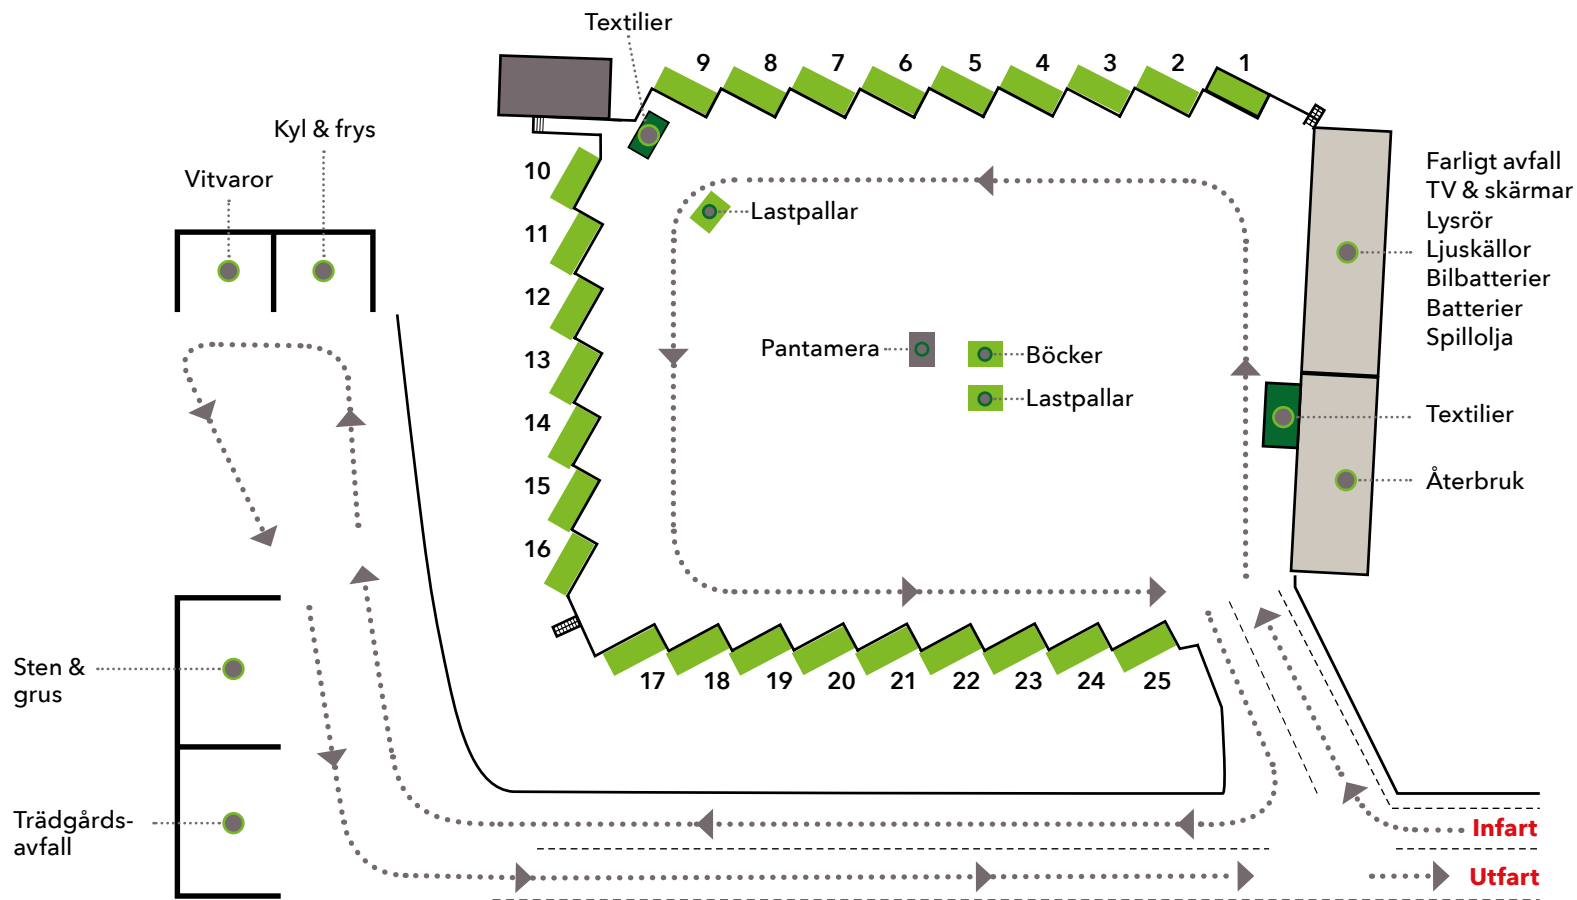 Textilier
9 8 7 6 5 4 3 2 1
Kyl & frys
Vitvaror
10
11
12
13
14
15
16
Lastpallar
Pantamera
Böcker
Lastpallar
Farligt avfall
TV & skärmar
Lysrör
Ljuskällor
Bilbatterier
Batterier
Spillolja
Textilier
Återbruk
17 18 19 20 21 22 23 24 25
Sten &
grus
Trädgårds-
avfall
Infart
Utfart